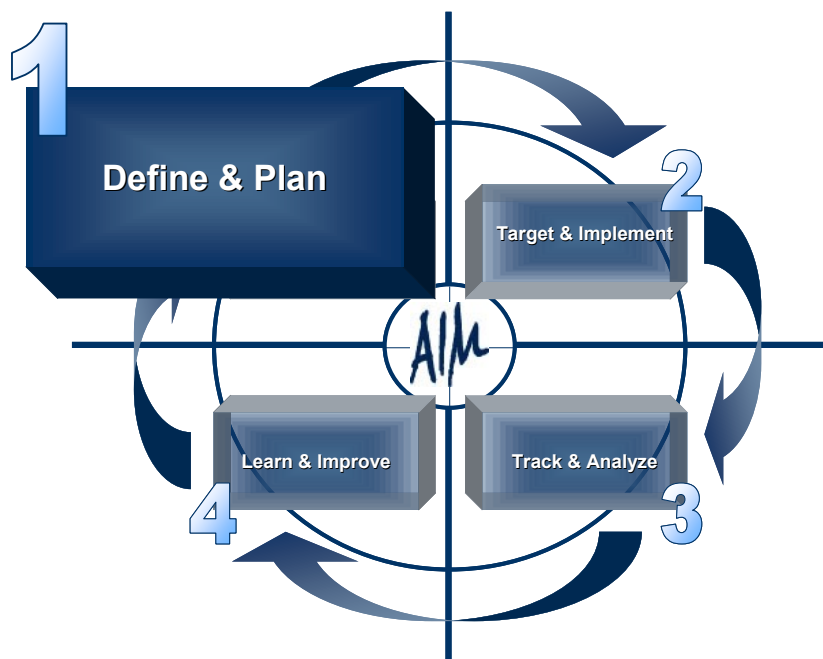 1
Define & Plan
2
Target & Implement
AIM
Learn & Improve
Track & Analyze
4
3